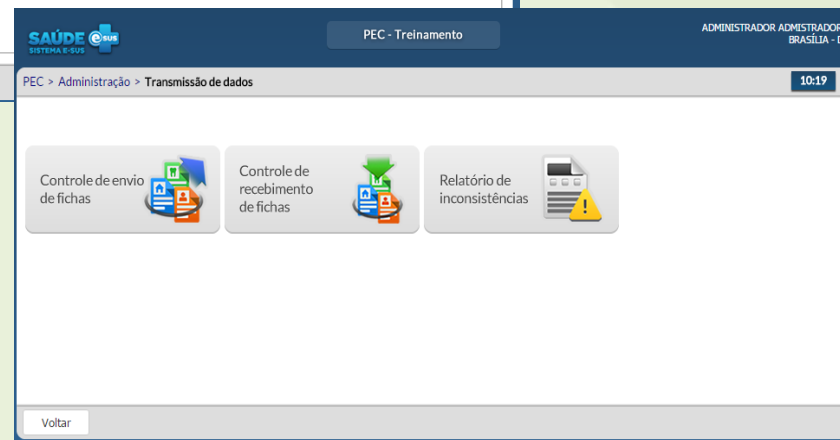 SAÚDE e-SUS
SISTEMA E-SUS
PEC - Treinamento
ADMINISTRADOR ADMISTRADOR
BRASÍLIA -
PEC > Administração > Transmissão de dados
10:19
Controle de envio
de fichas
Controle de
recebimento
de fichas
Relatório de
inconsistências
Voltar